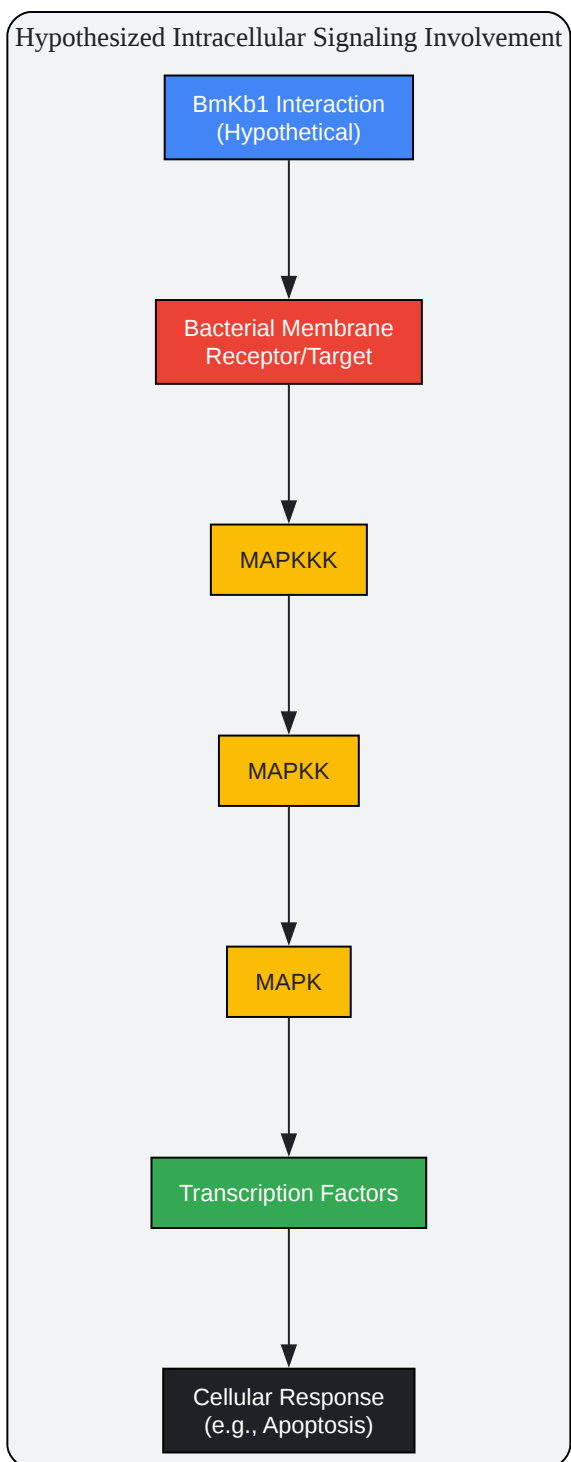 Hypothesized Intracellular Signaling Involvement
BmKb1 Interaction
(Hypothetical)
Bacterial Membrane
Receptor/Target
MAPKKK
MAPKK
MAPK
Transcription Factors
Cellular Response
(e.g., Apoptosis)